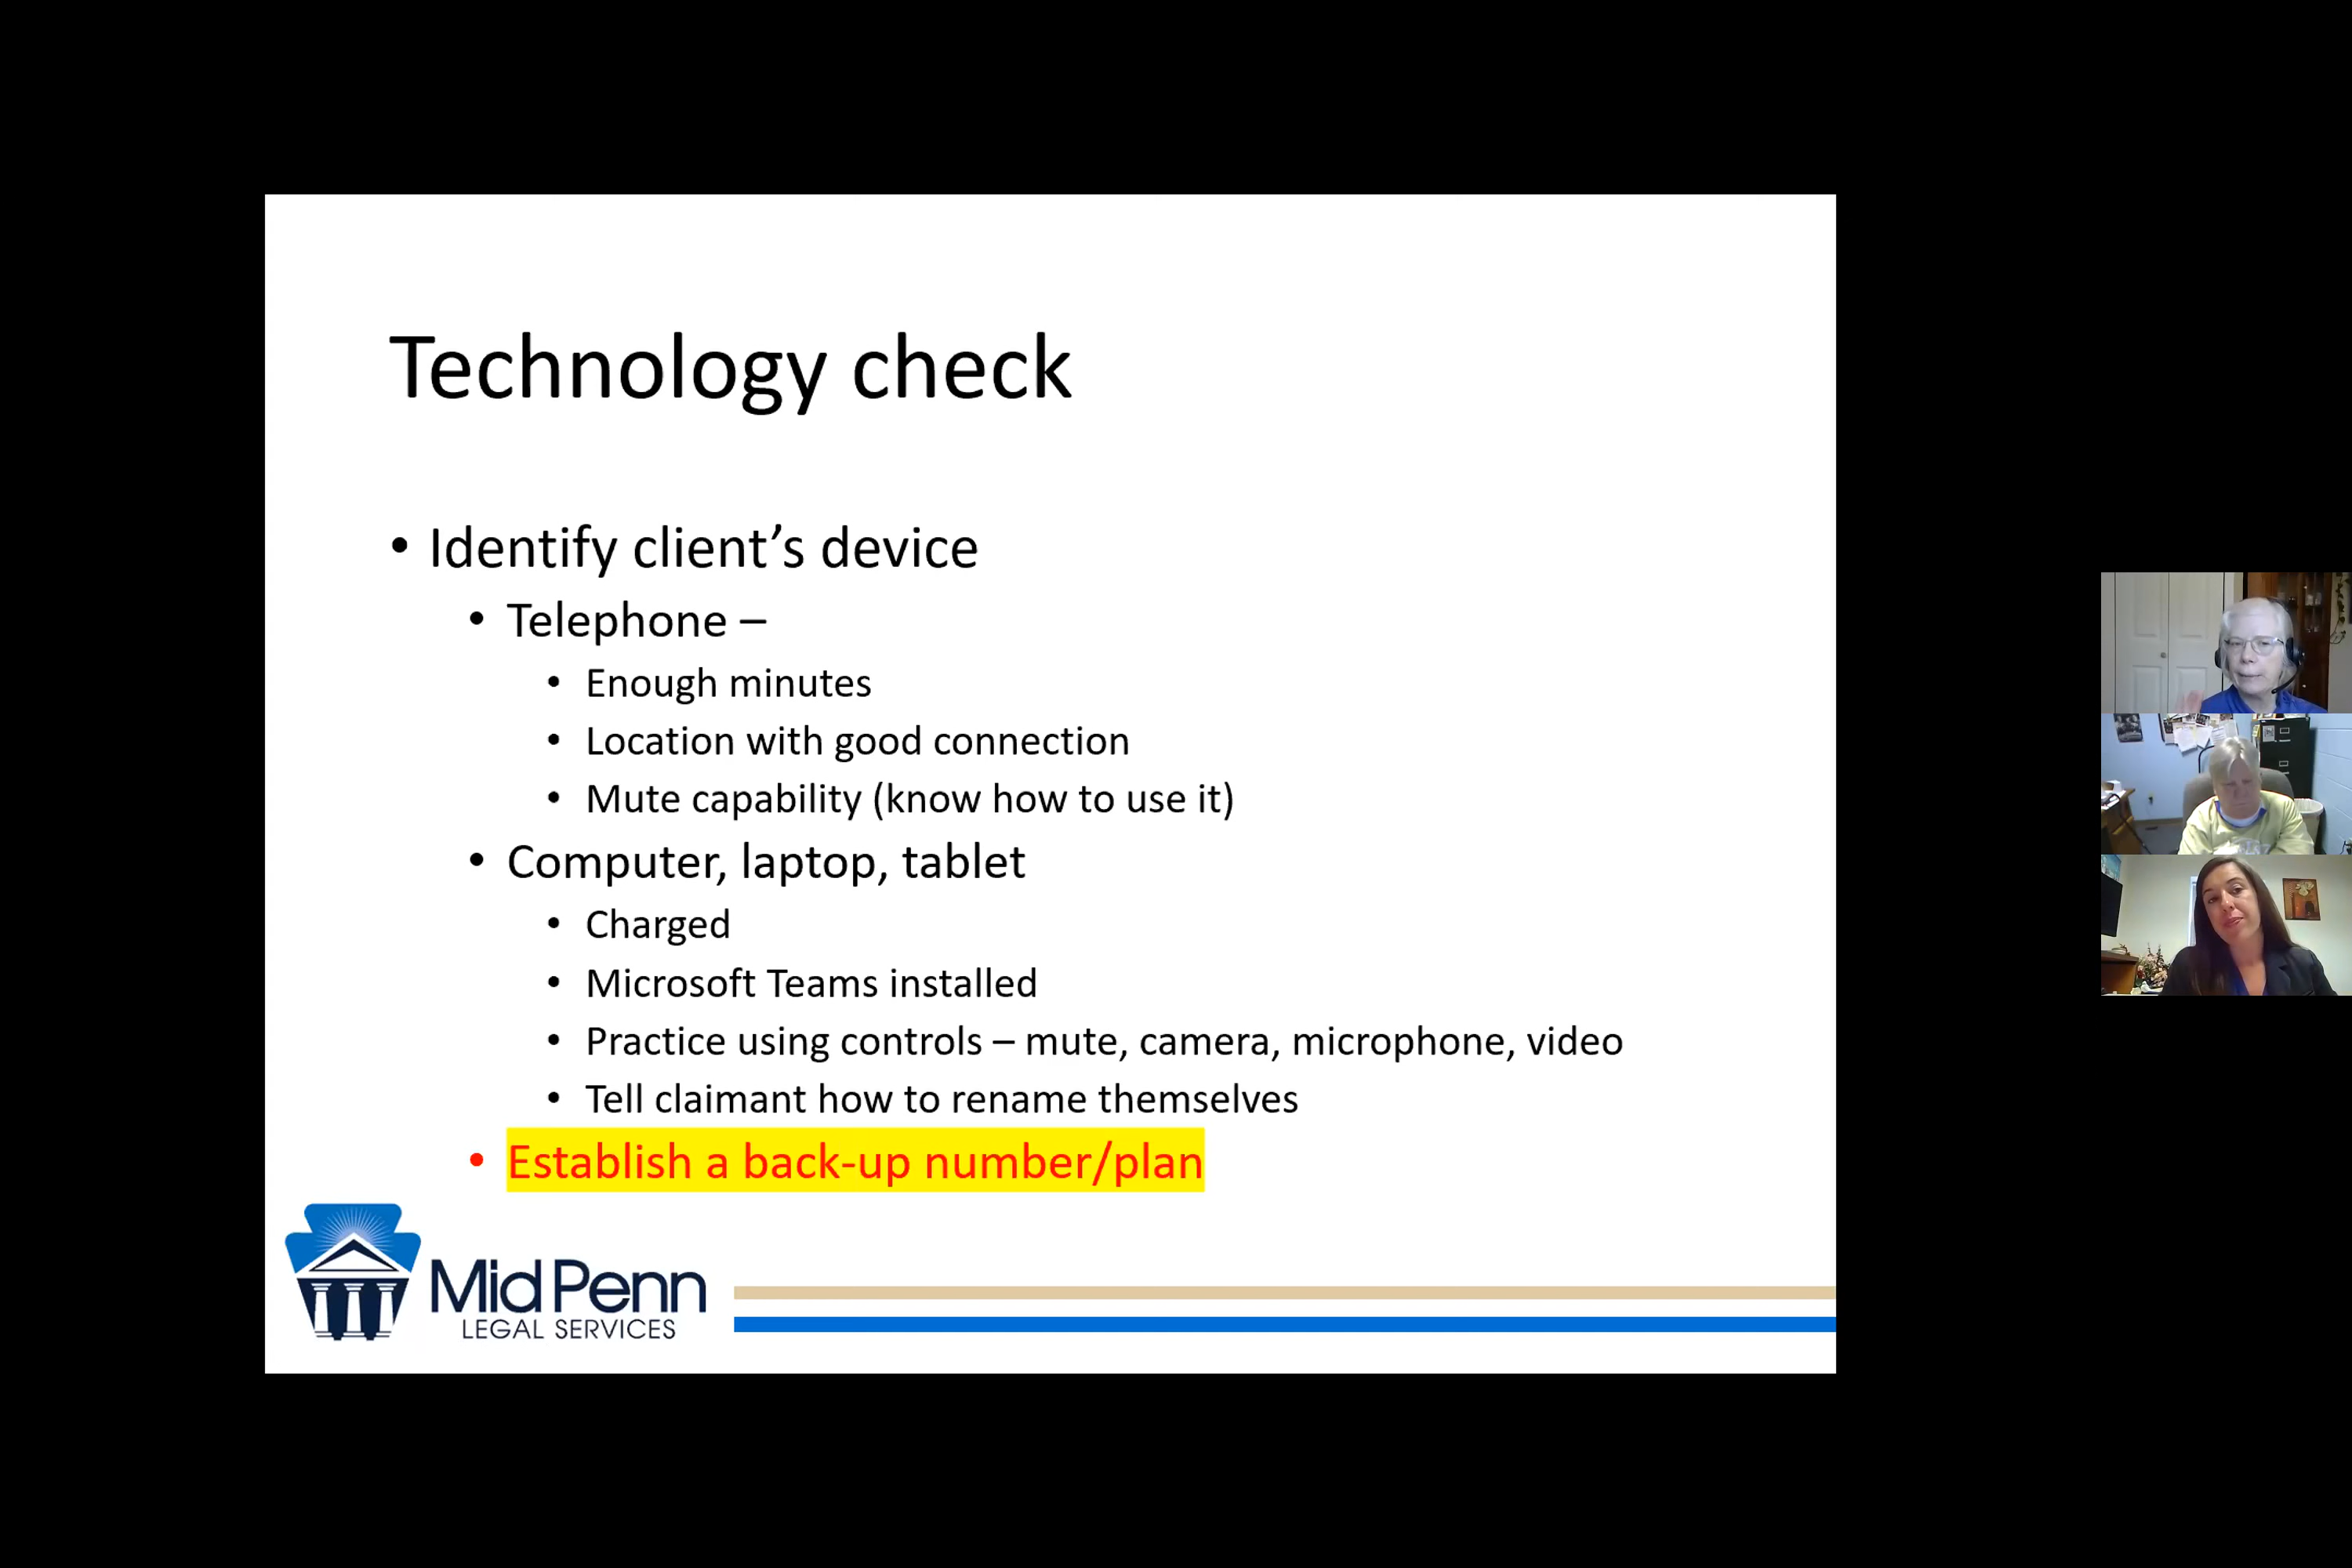 Technology check
• Identify client’s device
• Telephone –
• Enough minutes
• Location with good connection
• Mute capability (know how to use it)
• Computer, laptop, tablet
• Charged
• Microsoft Teams installed
• Practice using controls – mute, camera, microphone, video
• Tell claimant how to rename themselves
• Establish a back-up number/plan
MidPenn
LEGAL SERVICES